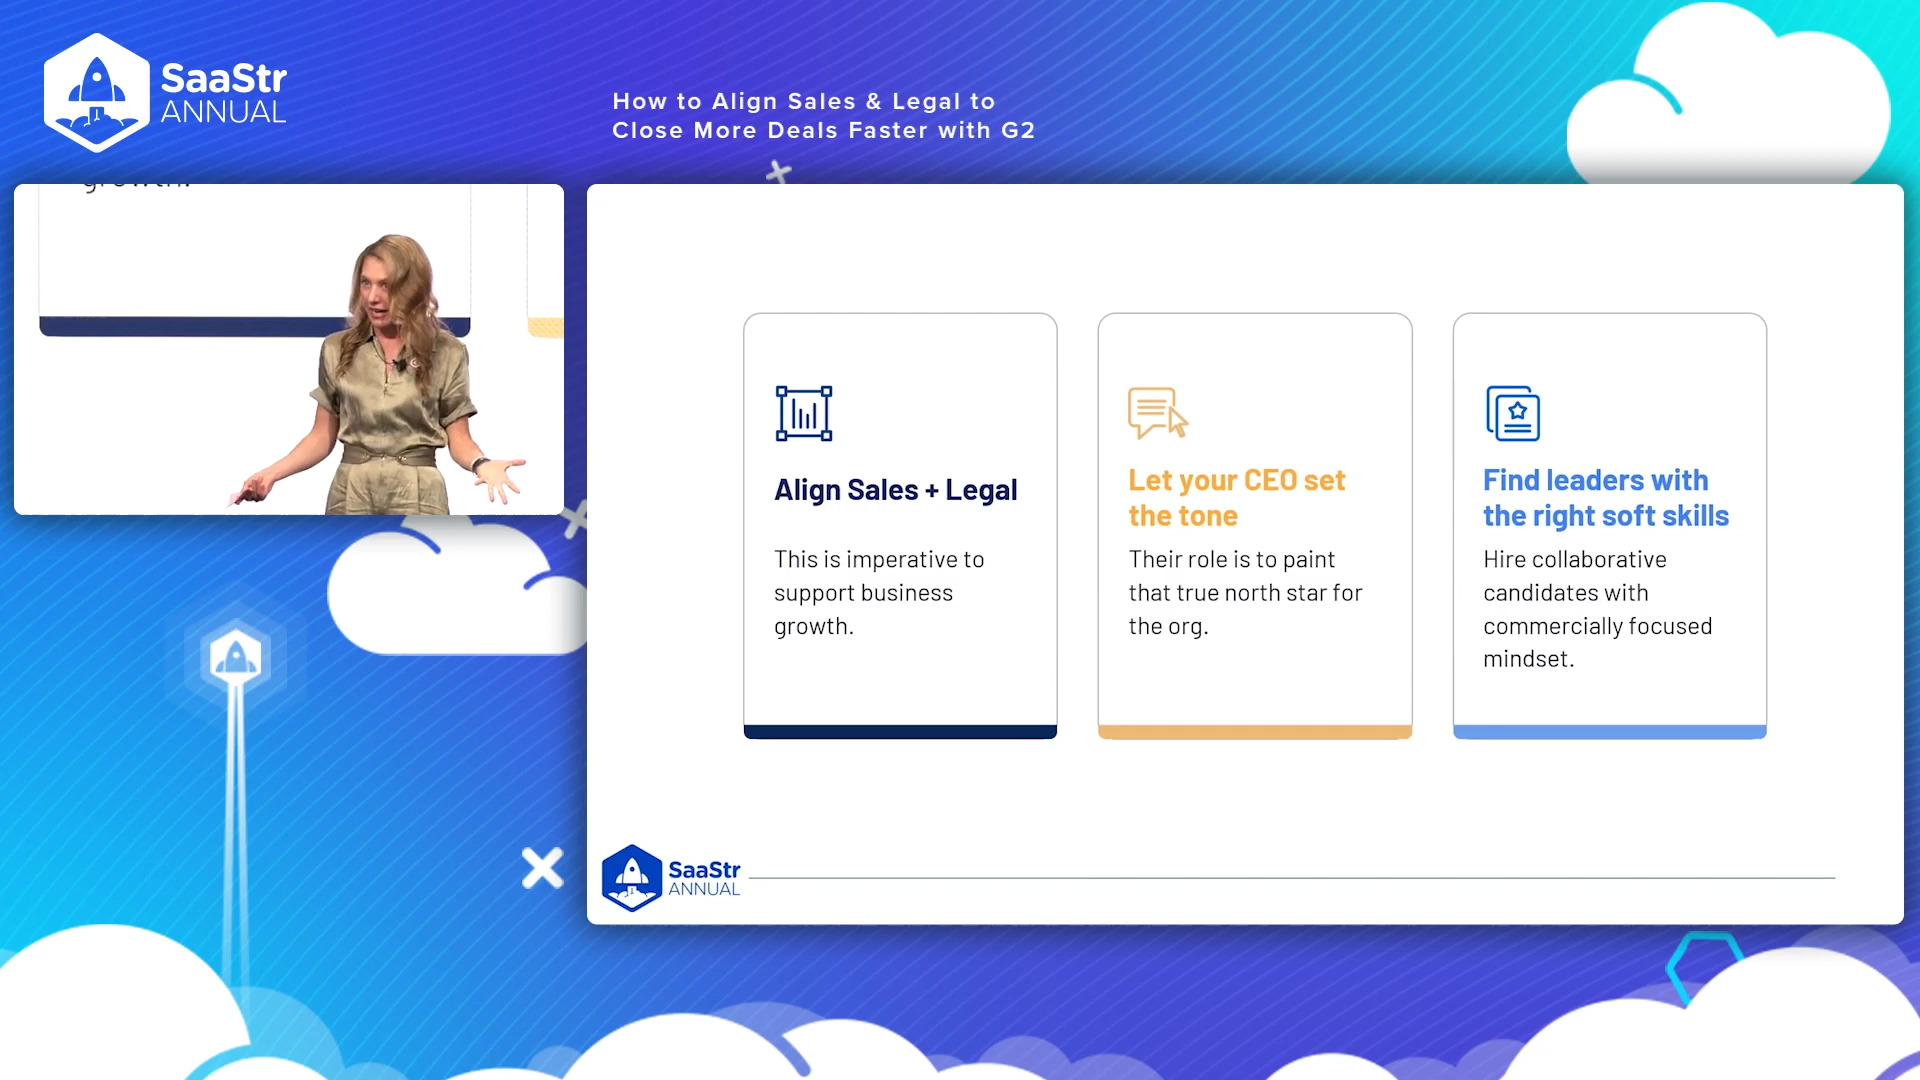 SaaStr
ANNUAL
How to Align Sales & Legal to
Close More Deals Faster with G2
growth.
Align Sales + Legal
This is imperative to
support business
growth.
Let your CEO set
the tone
Their role is to paint
that true north star for
the org.
Find leaders with
the right soft skills
Hire collaborative
candidates with
commercially focused
mindset.
SaaStr
ANNUAL